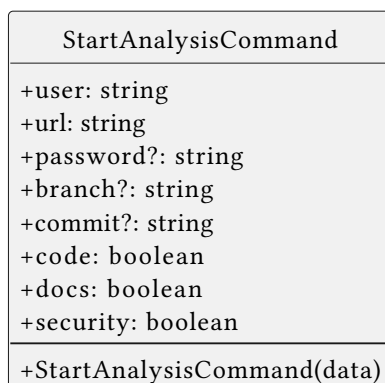 StartAnalysisCommand
+user: string
+url: string
+password?: string
+branch?: string
+commit?: string
+code: boolean
+docs: boolean
+security: boolean
+StartAnalysisCommand(data)